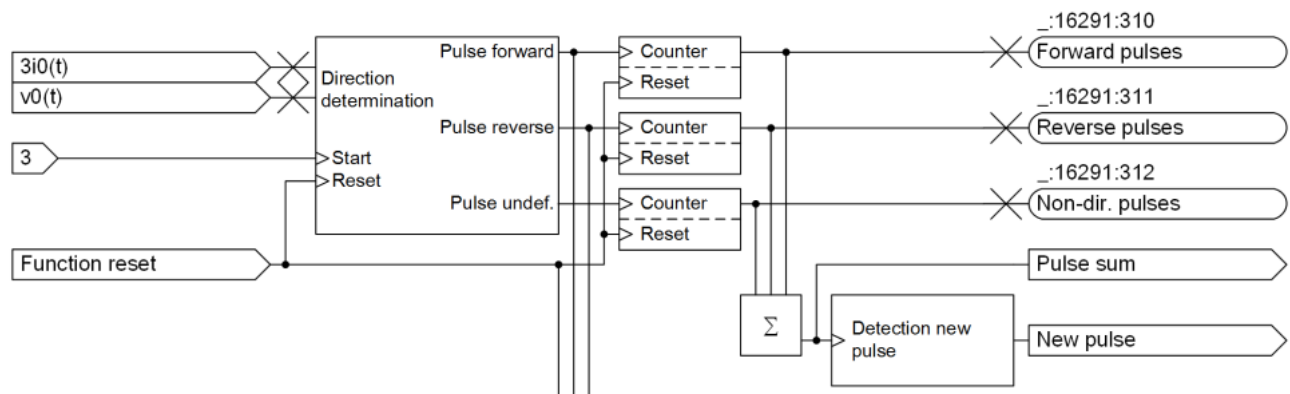 _:16291:310
3i0(t)
v0(t)
Direction
determination
Pulse forward
Counter
Reset
Forward pulses
_:16291:311
Pulse reverse
Counter
Reset
Reverse pulses
3
Start
Reset
_:16291:312
Pulse undef.
Counter
Reset
Non-dir. pulses
Function reset
Pulse sum
Σ
Detection new
pulse
New pulse